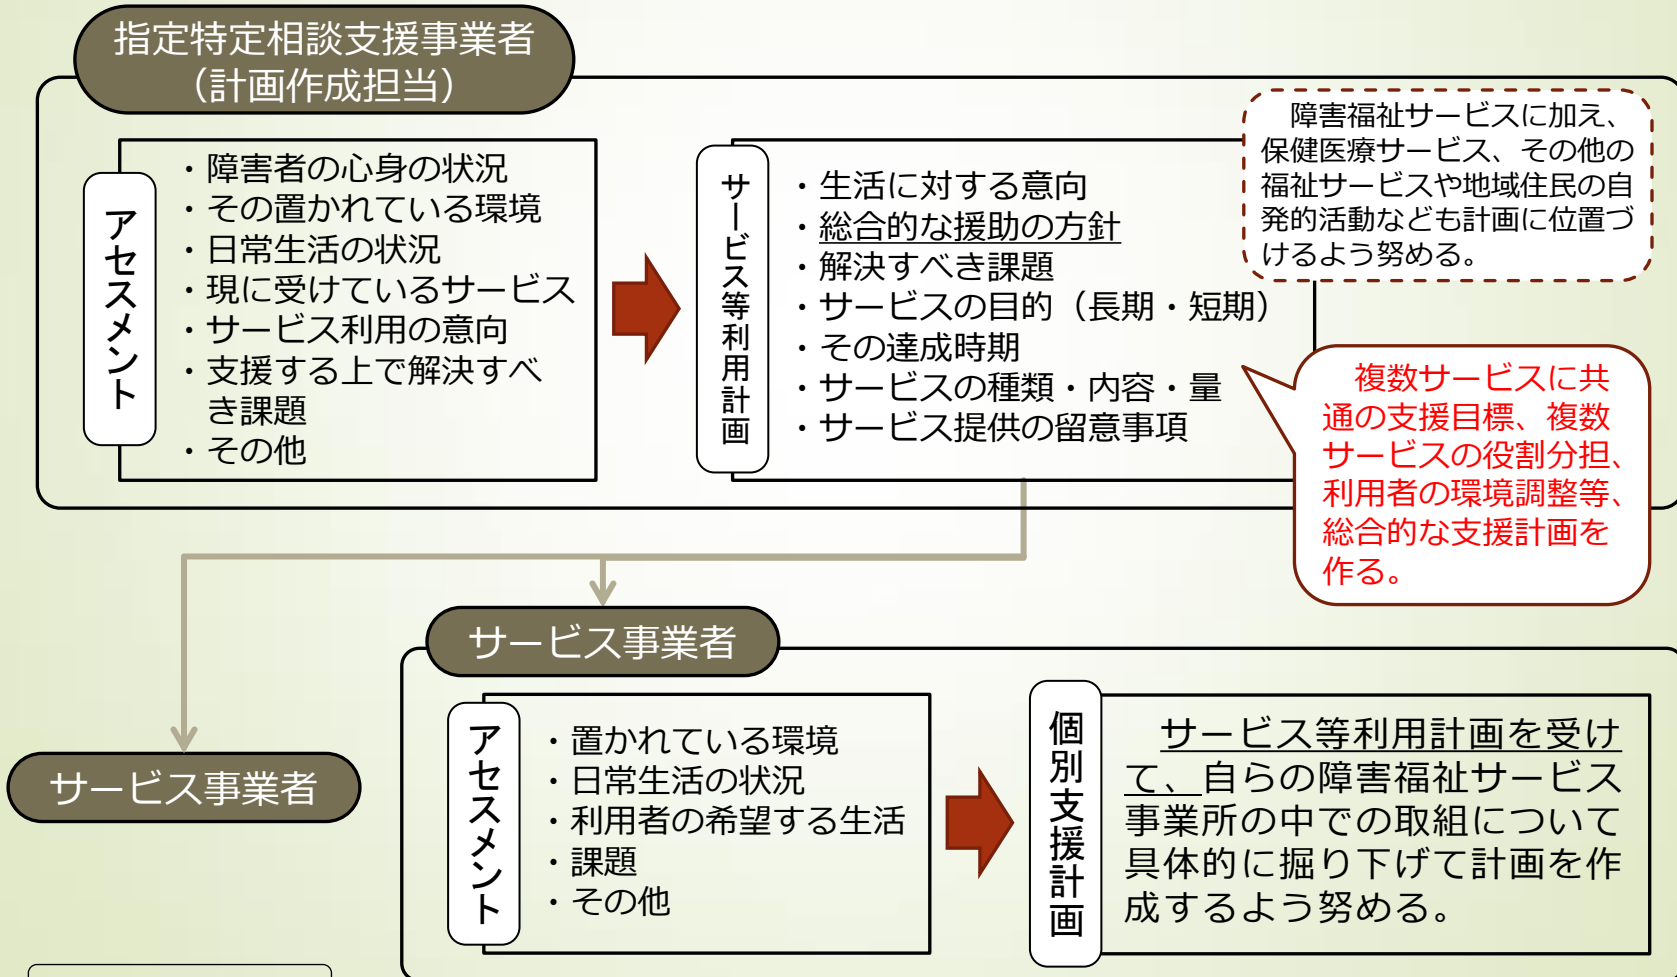 指定特定相談支援事業者
（計画作成担当）
アセスメント
・障害者の心身の状況
・その置かれている環境
・日常生活の状況
・現に受けているサービス
・サービス利用の意向
・支援する上で解決すべ
き課題
・その他
サービス等利用計画
・生活に対する意向
・総合的な援助の方針
・解決すべき課題
・サービスの目的（長期・短期）
・その達成時期
・サービスの種類・内容・量
・サービス提供の留意事項
障害福祉サービスに加え、
保健医療サービス、その他の
福祉サービスや地域住民の自
発的活動なども計画に位置づ
けるよう努める。
複数サービスに共
通の支援目標、複数
サービスの役割分担、
利用者の環境調整等、
総合的な支援計画を
作る。
サービス事業者
サービス事業者
アセスメント
・置かれている環境
・日常生活の状況
・利用者の希望する生活
・課題
・その他
個別支援計画
サービス等利用計画を受け
て、自らの障害福祉サービス
事業所の中での取組について
具体的に掘り下げて計画を作
成するよう努める。